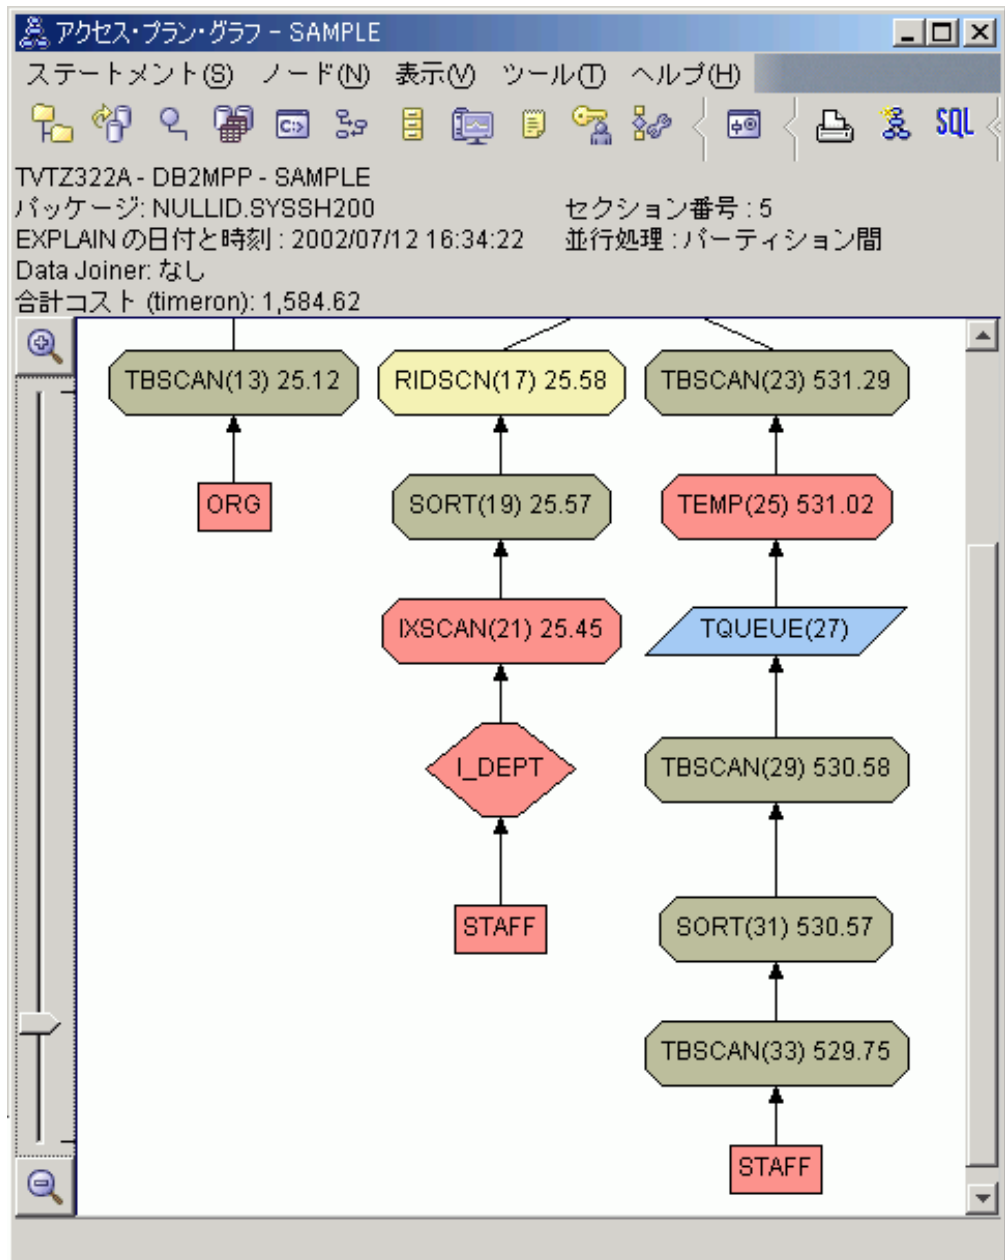 アクセス・プラン・グラフ - SAMPLE
ステートメント(S) ノード(N) 表示(V) ツール(T) ヘルプ(H)
C:>
SQL
TVTZ322A - DB2MPP - SAMPLE
パッケージ: NULLID.SYSSH200 セクション番号 : 5
EXPLAIN の日付と時刻 : 2002/07/12 16:34:22 並行処理 : パーティション間
Data Joiner: なし
合計コスト (timeron): 1,584.62
TBSCAN(13) 25.12 RIDSCN(17) 25.58 TBSCAN(23) 531.29
ORG SORT(19) 25.57 TEMP(25) 531.02
IXSCAN(21) 25.45 TQUEUE(27)
I_DEPT TBSCAN(29) 530.58
STAFF SORT(31) 530.57
TBSCAN(33) 529.75
STAFF